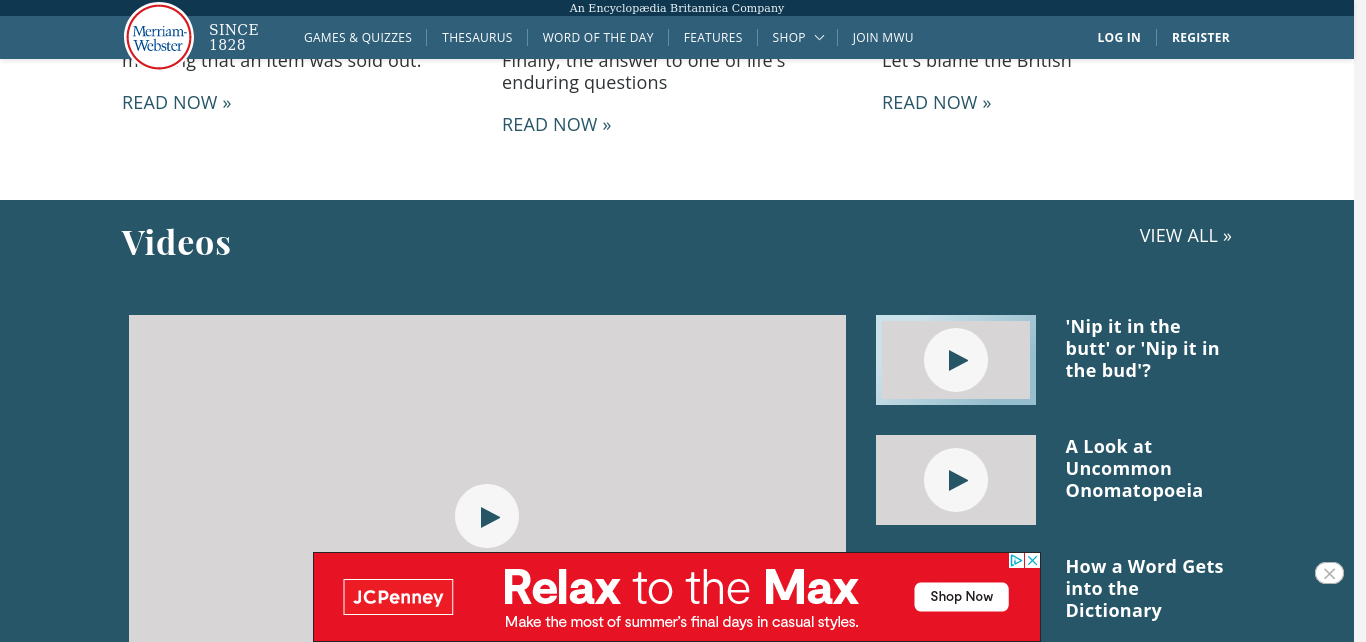 An Encyclopædia Britannica Company
Merriam-
Webster
SINCE
1828
GAMES & QUIZZES
THESAURUS
WORD OF THE DAY
FEATURES
SHOP
JOIN MWU
LOG IN
REGISTER
that an item was sold out.
READ NOW »
Finally, the answer to one of life's
enduring questions
READ NOW »
Let's blame the British
READ NOW »
Videos
VIEW ALL »
'Nip it in the
butt' or 'Nip it in
the bud'?
A Look at
Uncommon
Onomatopoeia
How a Word Gets
into the
Dictionary
JCPenney
Relax to the Max
Make the most of summer's final days in casual styles.
Shop Now